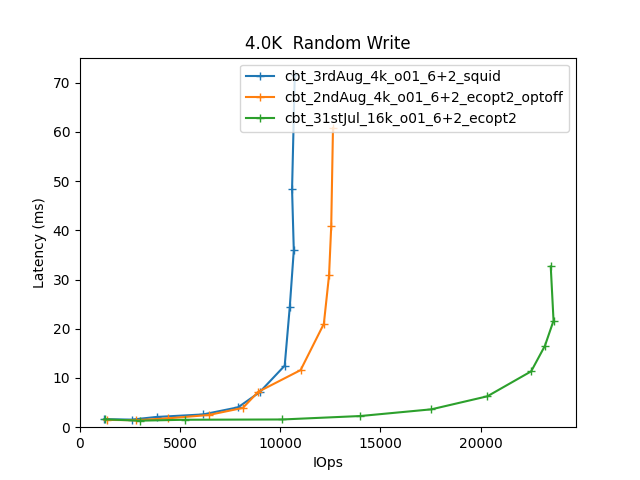 4.0K  Random Write
cbt_3rdAug_4k_o01_6+2_squid
cbt_2ndAug_4k_o01_6+2_ecopt2_optoff
cbt_31stJul_16k_o01_6+2_ecopt2
70
60
50
40
30
20
10
0
Latency (ms)
0 5000 10000 15000 20000
IOps